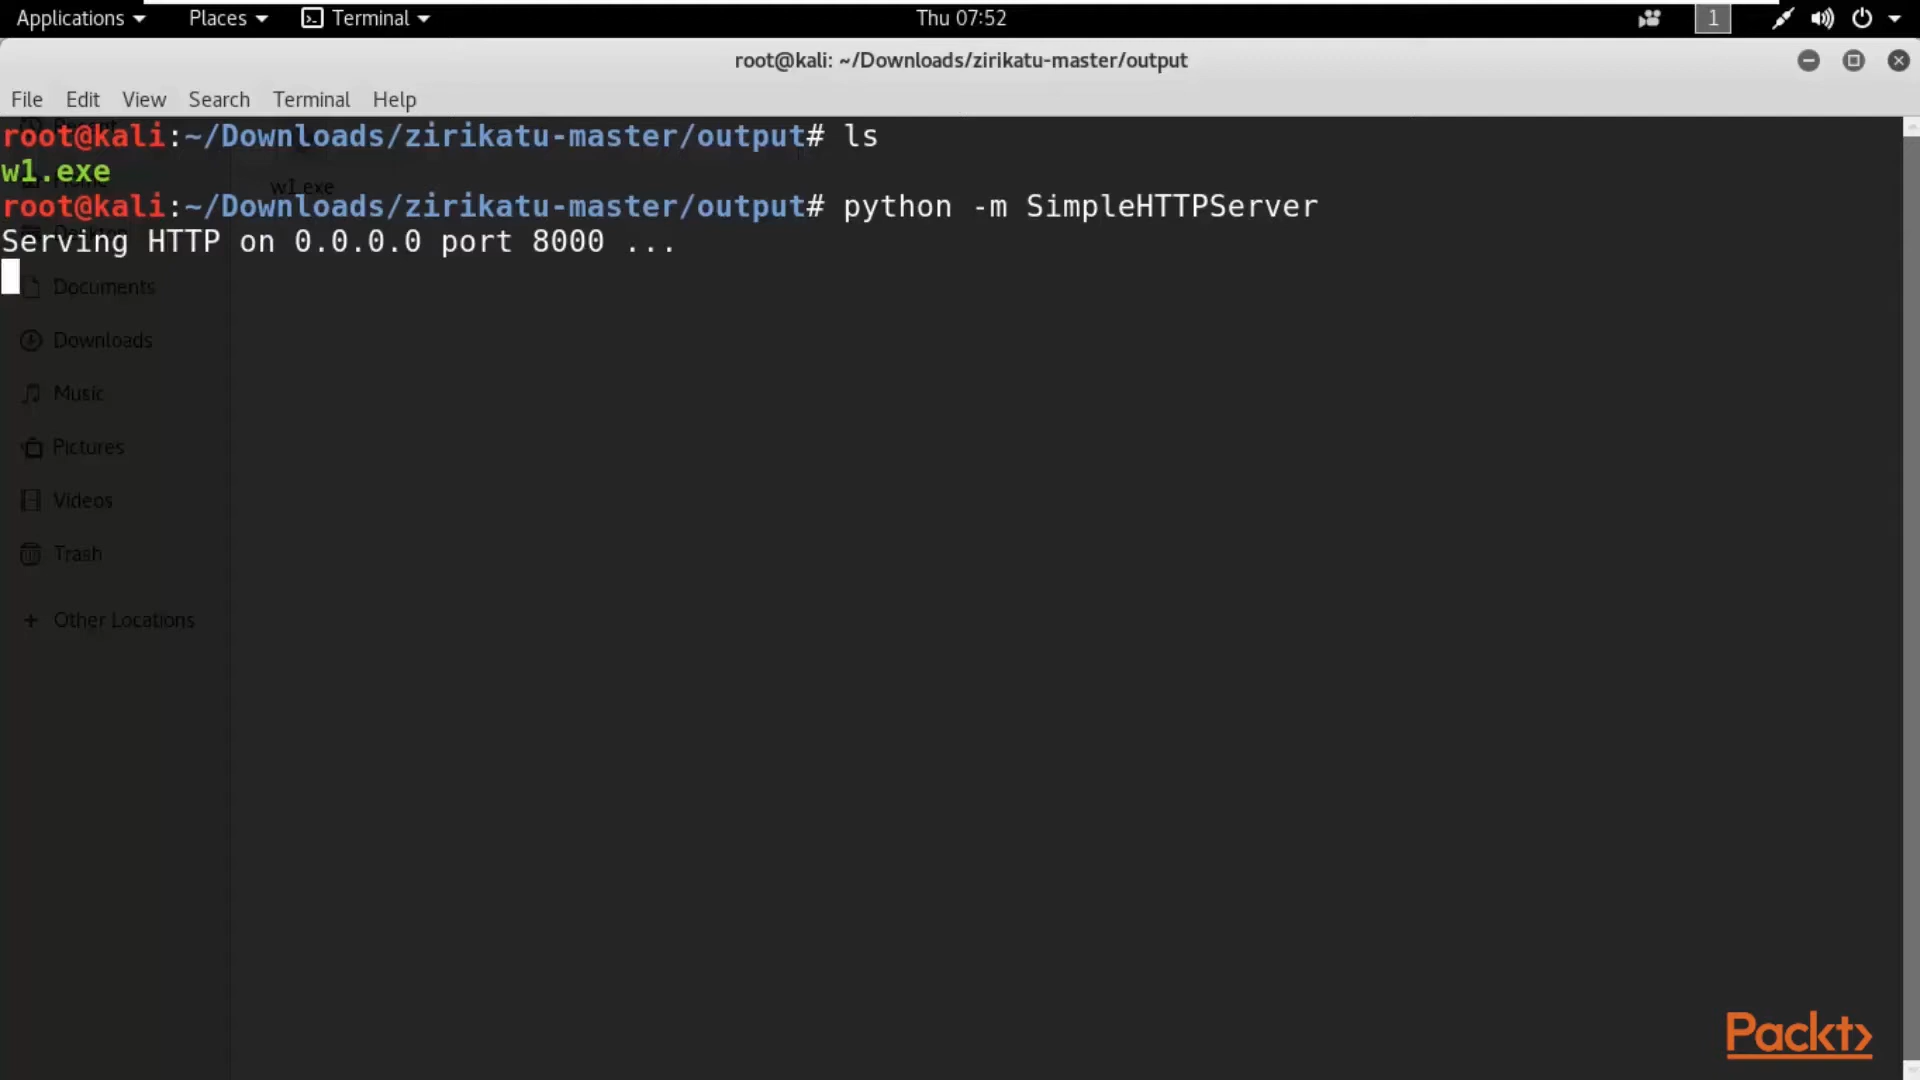 Applications Places Terminal Thu 07:52 1
root@kali: ~/Downloads/zirikatu-master/output
File Edit View Search Terminal Help
root@kali:~/Downloads/zirikatu-master/output# ls
w1.exe
w1.exe
root@kali:~/Downloads/zirikatu-master/output# python -m SimpleHTTPServer
Serving HTTP on 0.0.0.0 port 8000 ...
Documents
Downloads
Music
Pictures
Videos
Trash
+ Other Locations
Packt>